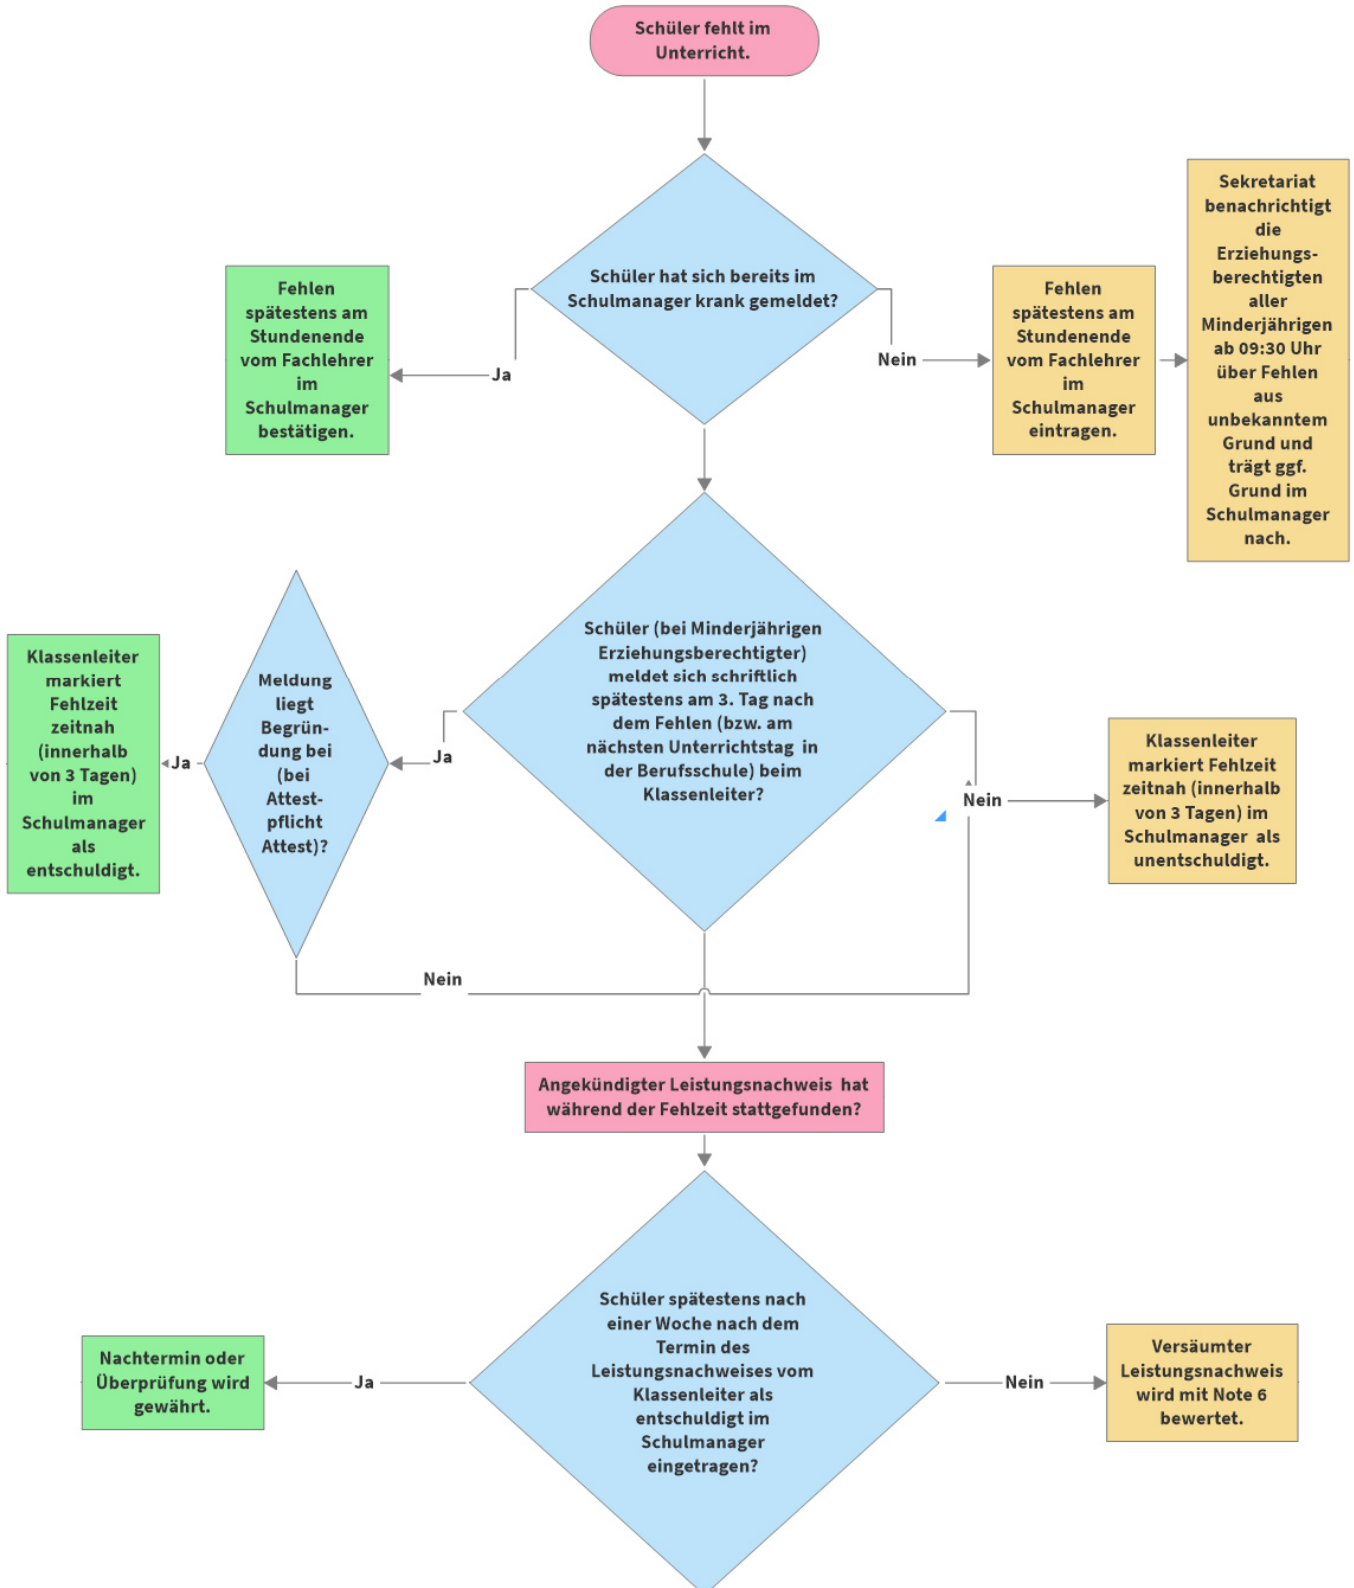 Schüler fehlt im
Unterricht.
Schüler hat sich bereits im
Schulmanager krank gemeldet?
Ja
Fehlen
spätestens am
Stundenende
vom Fachlehrer
im
Schulmanager
bestätigen.
Nein
Fehlen
spätestens am
Stundenende
vom Fachlehrer
im
Schulmanager
eintragen.
Sekretariat
benachrichtigt
die
Erziehungs-
berechtigten
aller
Minderjährigen
ab 09:30 Uhr
über Fehlen
aus
unbekanntem
Grund und
trägt ggf.
Grund im
Schulmanager
nach.
Schüler (bei Minderjährigen
Erziehungsberechtigter)
meldet sich schriftlich
spätestens am 3. Tag nach
dem Fehlen (bzw. am
nächsten Unterrichtstag in
der Berufsschule) beim
Klassenleiter?
Ja
Meldung
liegt
Begrün-
dung bei
(bei
Attest-
pflicht
Attest)?
Ja
Klassenleiter
markiert
Fehlzeit
zeitnah
(innerhalb
von 3 Tagen)
im
Schulmanager
als
entschuldigt.
Nein
Nein
Klassenleiter
markiert Fehlzeit
zeitnah (innerhalb
von 3 Tagen) im
Schulmanager als
unentschuldigt.
Angekündigter Leistungsnachweis hat
während der Fehlzeit stattgefunden?
Schüler spätestens nach
einer Woche nach dem
Termin des
Leistungsnachweises vom
Klassenleiter als
entschuldigt im
Schulmanager
eingetragen?
Ja
Nachtermin oder
Überprüfung wird
gewährt.
Nein
Versäumter
Leistungsnachweis
wird mit Note 6
bewertet.